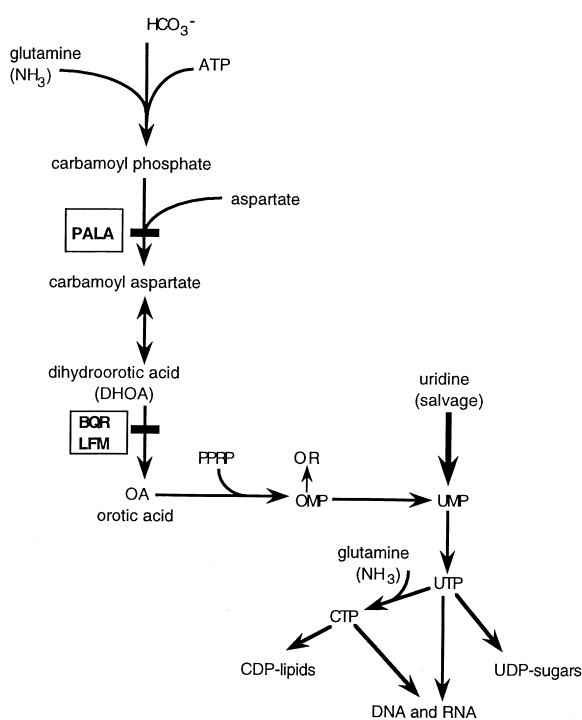 HCO₃⁻
glutamine
(NH₃)
ATP
carbamoyl phosphate
aspartate
PALA
carbamoyl aspartate
dihydroorotic acid
(DHOA)
uridine
(salvage)
BQR
LFM
PPRP
OR
OA
orotic acid
OMP
UMP
glutamine
(NH₃)
UTP
CTP
CDP-lipids
UDP-sugars
DNA and RNA